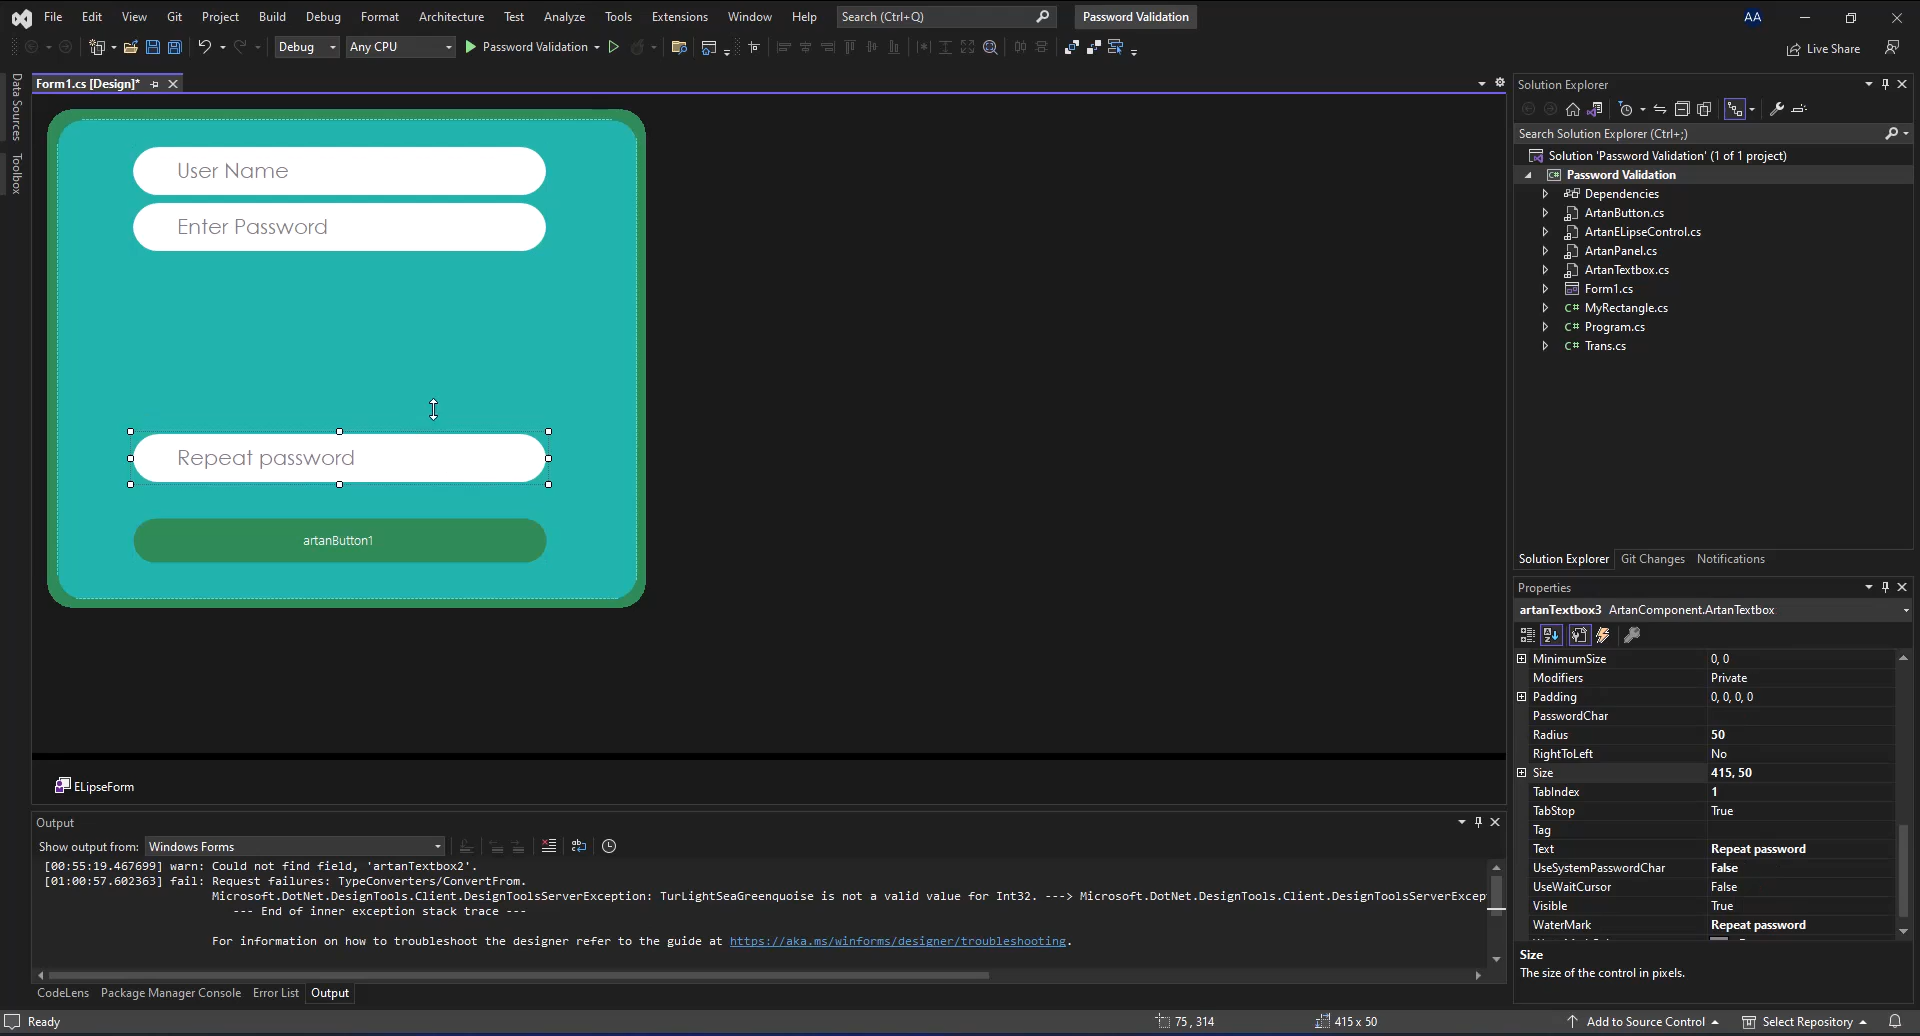 File Edit View Git Project Build Debug Format Architecture Test Analyze Tools Extensions Window Help Search (Ctrl+Q) Password Validation AA
Debug Any CPU Password Validation Live Share
Data Sources
Toolbox
Form1.cs [Design]*
User Name
Enter Password
Repeat password
artanButton1
ELipseForm
Output
Show output from: Windows Forms
[00:55:19.467699] warn: Could not find field, 'artanTextbox2'.
[01:00:57.602363] fail: Request failures: TypeConverters/ConvertFrom.
Microsoft.DotNet.DesignTools.Client.DesignToolsServerException: TurLightSeaGreenquoise is not a valid value for Int32. ---> Microsoft.DotNet.DesignTools.Client.DesignToolsServerExcep
--- End of inner exception stack trace ---
For information on how to troubleshoot the designer refer to the guide at https://aka.ms/winforms/designer/troubleshooting.
CodeLens Package Manager Console Error List Output
Solution Explorer
Search Solution Explorer (Ctrl+;)
Solution 'Password Validation' (1 of 1 project)
C# Password Validation
Dependencies
ArtanButton.cs
ArtanELipseControl.cs
ArtanPanel.cs
ArtanTextbox.cs
Form1.cs
C# MyRectangle.cs
C# Program.cs
C# Trans.cs
Solution Explorer Git Changes Notifications
Properties
artanTextbox3 ArtanComponent.ArtanTextbox
MinimumSize 0, 0
Modifiers Private
Padding 0, 0, 0, 0
PasswordChar
Radius 50
RightToLeft No
Size 415, 50
TabIndex 1
TabStop True
Tag
Text Repeat password
UseSystemPasswordChar False
UseWaitCursor False
Visible True
WaterMark Repeat password
Size
The size of the control in pixels.
Ready 75 , 314 415 x 50 Add to Source Control Select Repository